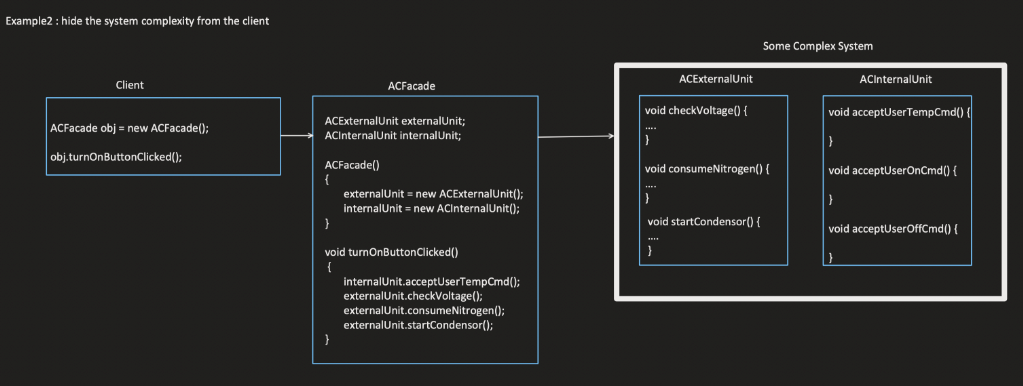 Example2 : hide the system complexity from the client
Client
ACFacade obj = new ACFacade();
obj.turnOnButtonClicked();
ACFacade
ACExternalUnit externalUnit;
ACInternalUnit internalUnit;
ACFacade()
{
externalUnit = new ACExternalUnit();
internalUnit = new ACInternalUnit();
}
void turnOnButtonClicked()
{
internalUnit.acceptUserTempCmd();
externalUnit.checkVoltage();
externalUnit.consumeNitrogen();
externalUnit.startCondensor();
}
Some Complex System
ACExternalUnit
void checkVoltage() {
....
}
void consumeNitrogen() {
....
}
void startCondensor() {
....
}
ACInternalUnit
void acceptUserTempCmd() {
}
void acceptUserOnCmd() {
}
void acceptUserOffCmd() {
}